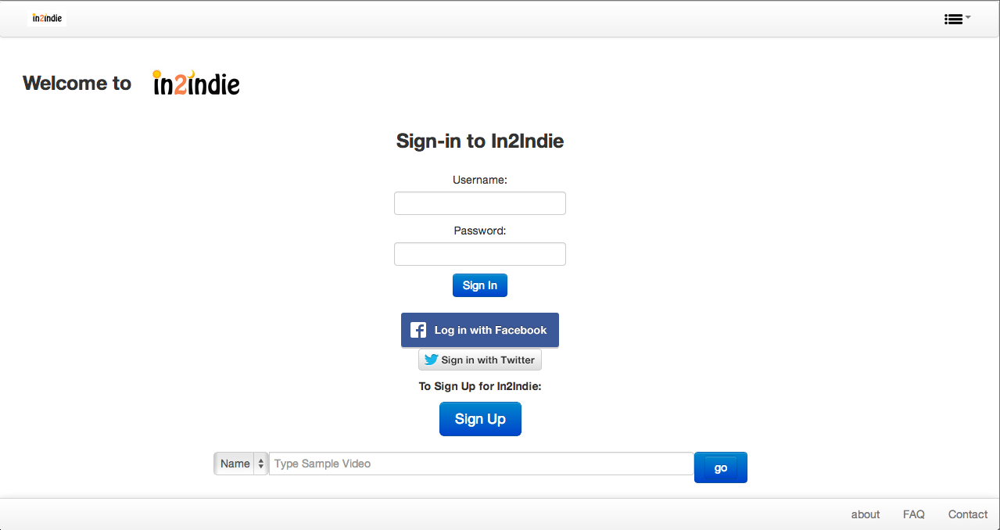 in2indie
Welcome to in2indie
Sign-in to In2Indie
Username:
Password:
Sign In
Log in with Facebook
Sign in with Twitter
To Sign Up for In2Indie:
Sign Up
Name Type Sample Video go
about FAQ Contact